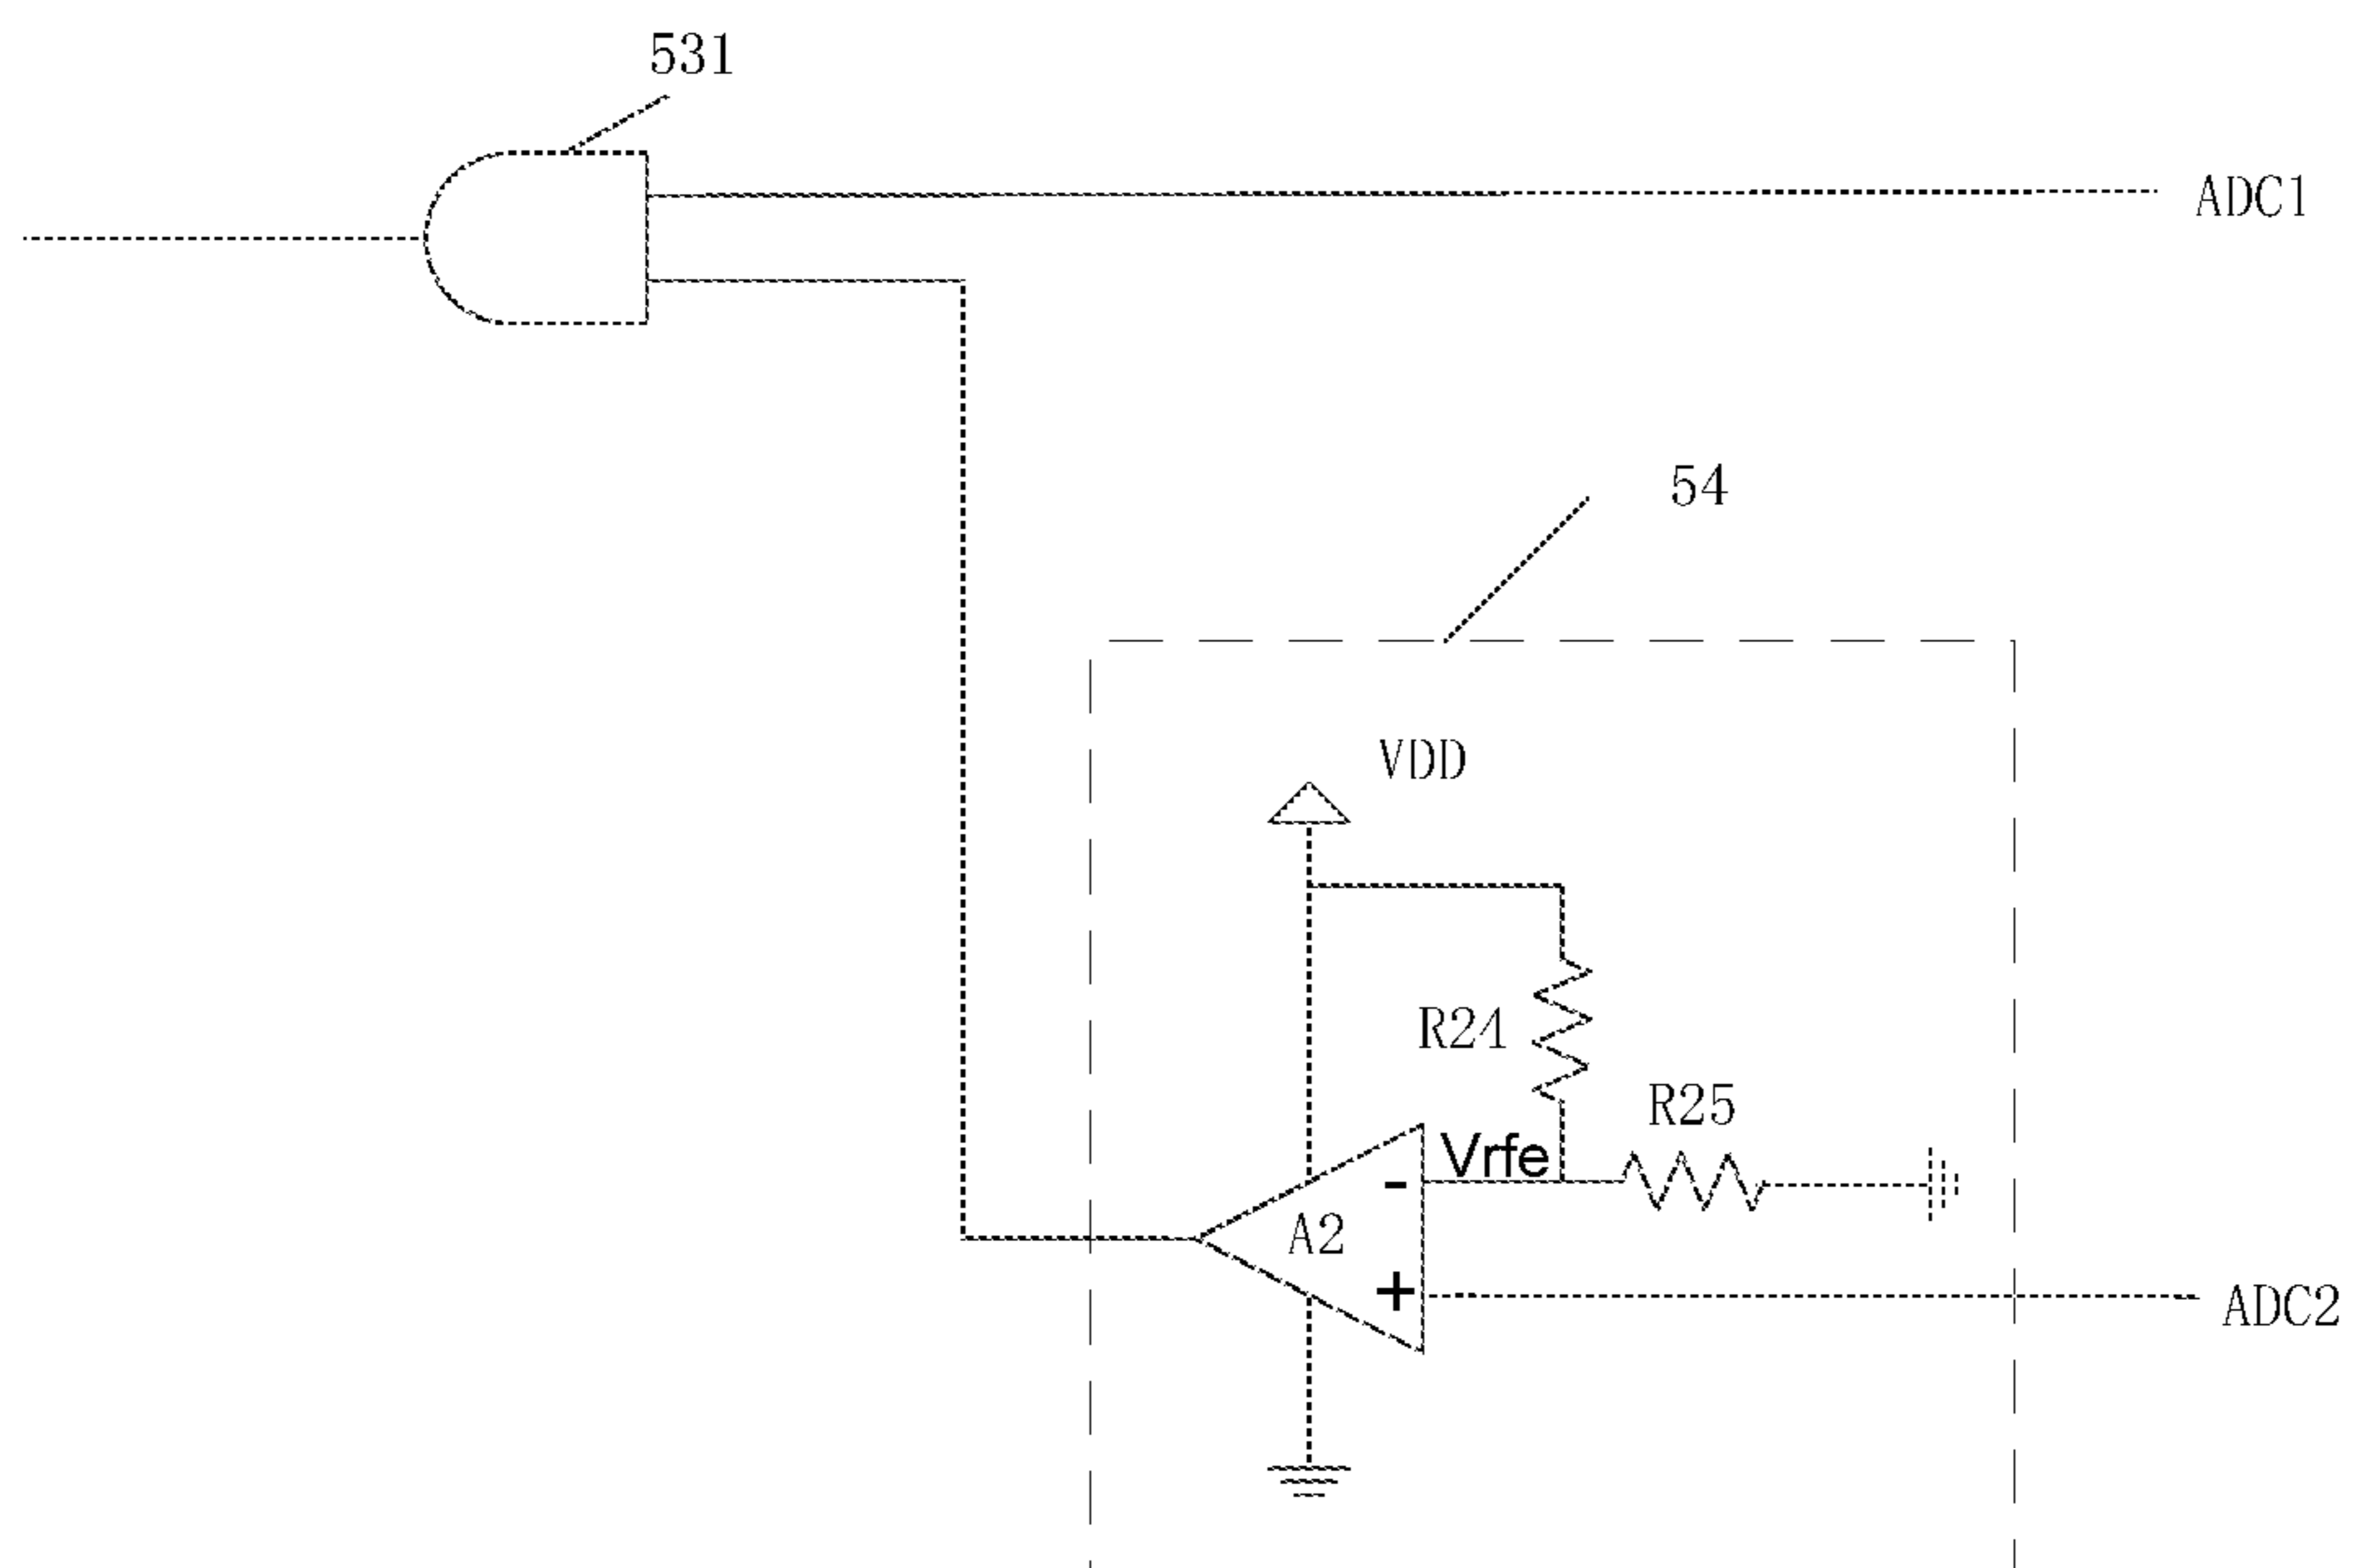 531
ADC1
54
VDD
R24
R25
Vrfe
-
A2
+
ADC2